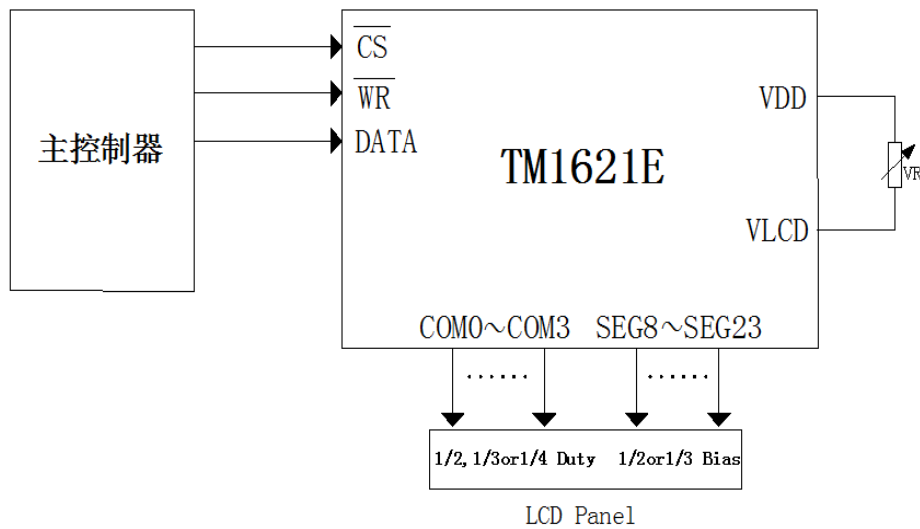 主控制器
CS
WR
DATA
TM1621E
VDD
VR
VLCD
COM0～COM3
SEG8～SEG23
1/2,1/3or1/4 Duty
1/2or1/3 Bias
LCD Panel